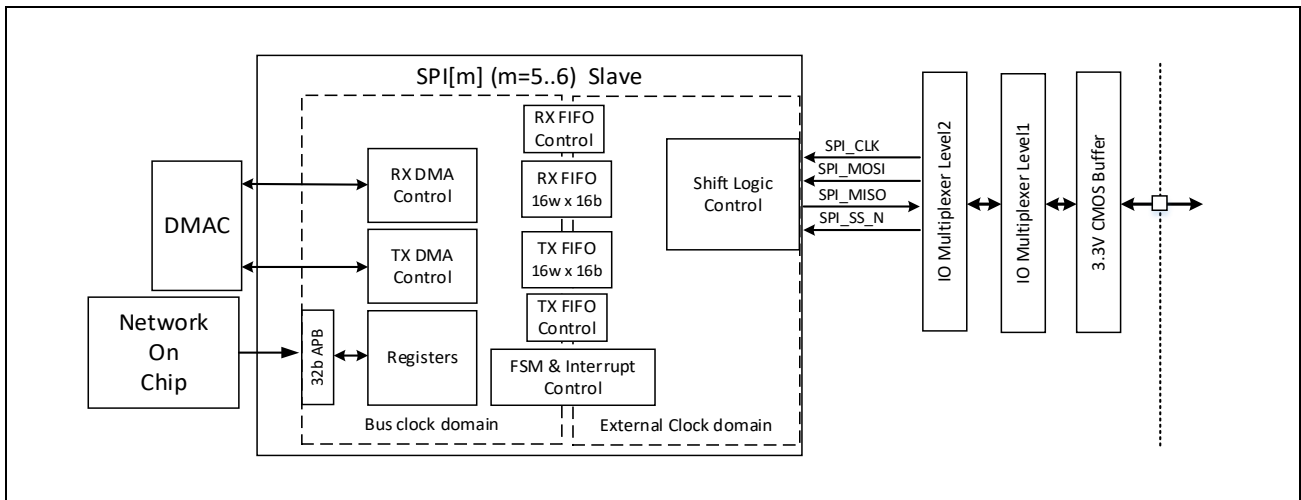 SPI[m] (m=5..6) Slave
RX FIFO
Control
RX DMA
Control
RX FIFO
16w x 16b
Shift Logic
Control
SPI_CLK
SPI_MOSI
SPI_MISO
SPI_SS_N
IO Multiplexer Level2
IO Multiplexer Level1
3.3V CMOS Buffer
DMAC
TX DMA
Control
TX FIFO
16w x 16b
TX FIFO
Control
Network
On
Chip
32b APB
Registers
FSM & Interrupt
Control
Bus clock domain
External Clock domain